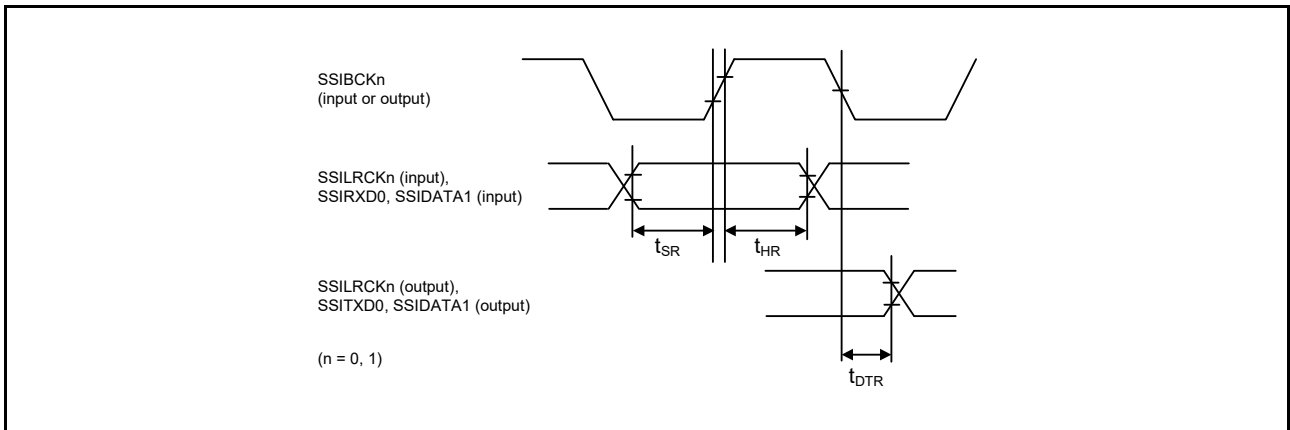 SSIBCKn
(input or output)
SSILRCKn (input),
SSIRXD0, SSIDATA1 (input)
tSR
tHR
SSILRCKn (output),
SSITXD0, SSIDATA1 (output)
(n = 0, 1)
tDTR